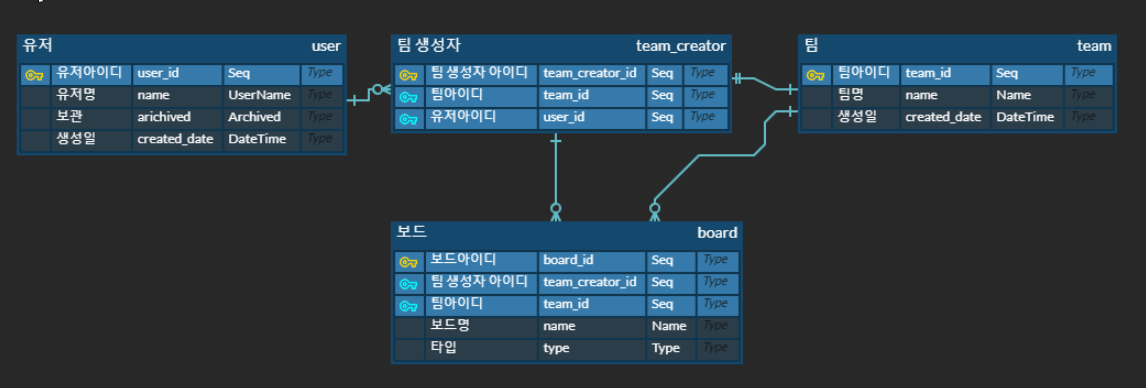 유저 user
유저아이디 user_id Seq Type
유저명 name UserName Type
보관 arichived Archived Type
생성일 created_date DateTime Type
팀 생성자 team_creator
팀 생성자 아이디 team_creator_id Seq Type
팀아이디 team_id Seq Type
유저아이디 user_id Seq Type
팀 team
팀아이디 team_id Seq Type
팀명 name Name Type
생성일 created_date DateTime Type
보드 board
보드아이디 board_id Seq Type
팀 생성자 아이디 team_creator_id Seq Type
팀아이디 team_id Seq Type
보드명 name Name Type
타입 type Type Type